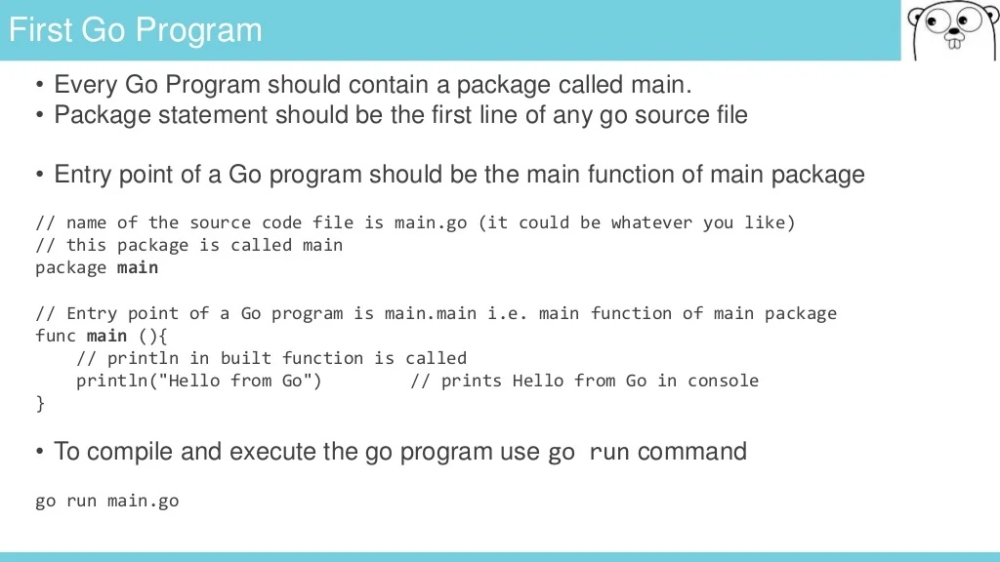 First Go Program
• Every Go Program should contain a package called main.
• Package statement should be the first line of any go source file
• Entry point of a Go program should be the main function of main package
// name of the source code file is main.go (it could be whatever you like)
// this package is called main
package main
// Entry point of a Go program is main.main i.e. main function of main package
func main (){
    // println in built function is called
    println("Hello from Go")         // prints Hello from Go in console
}
• To compile and execute the go program use go run command
go run main.go